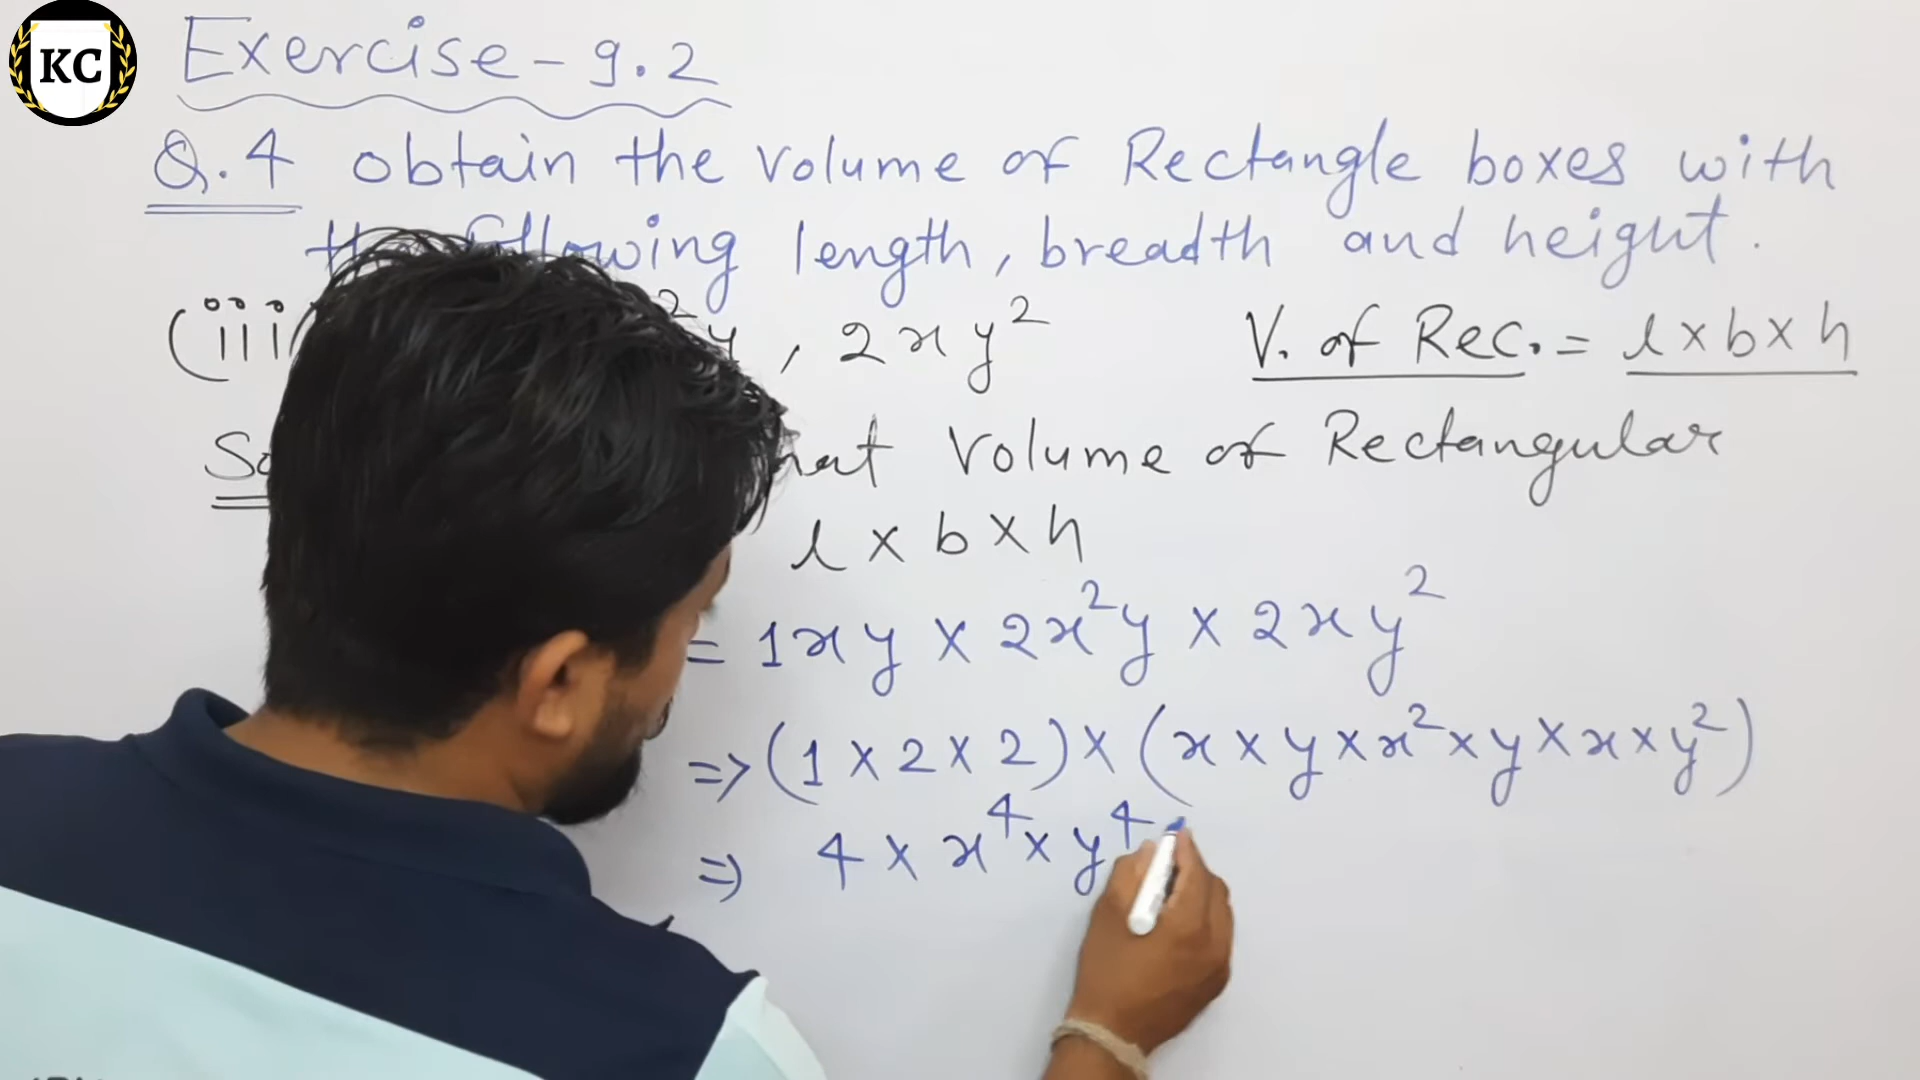 KC
Exercise - 9.2
Q.4 obtain the volume of Rectangle boxes with
following length, breadth and height.
(iii) , 2xy²
V. of Rec. = l×b×h
Volume of Rectangular
l × b × h
= 1xy × 2x²y × 2xy²
=> (1 × 2 × 2) × (x × y × x² × y × x × y²)
=> 4 × x⁴ × y⁴